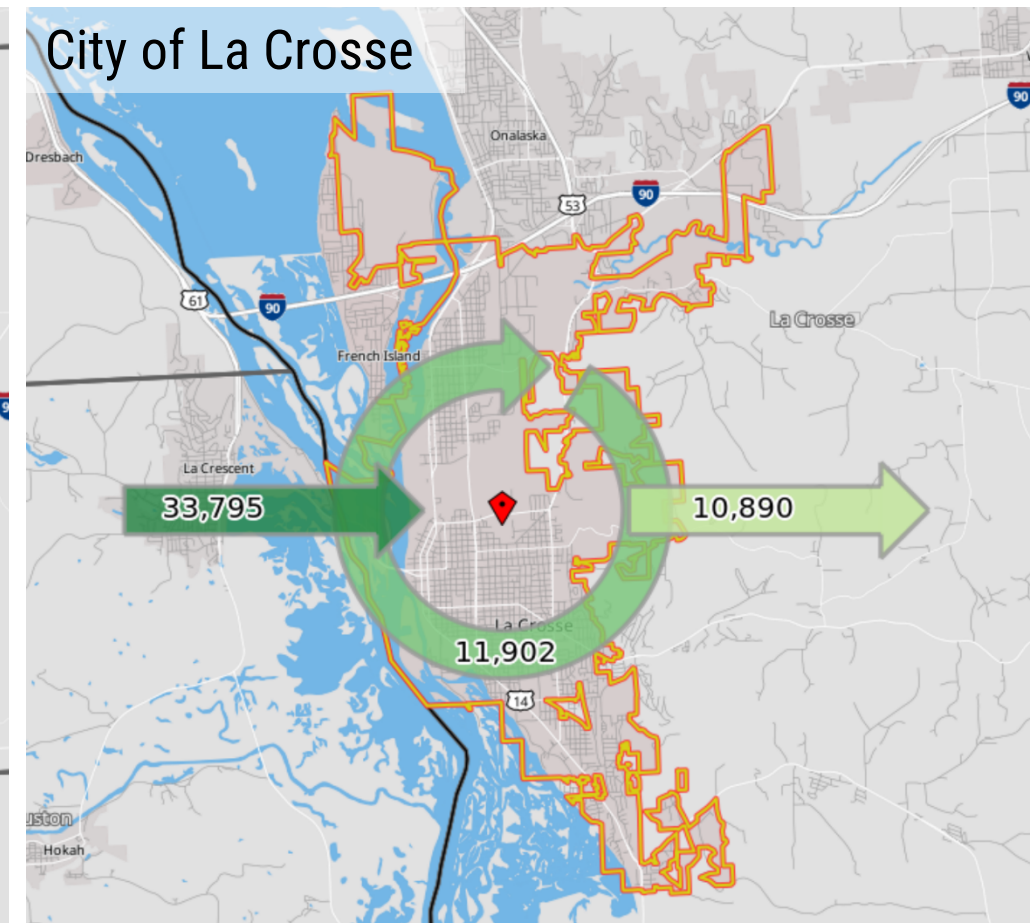 City of La Crosse
90
Onalaska
Dresbach
90
53
61
90
La Crosse
French Island
La Crescent
33,795
10,890
La Crosse
11,902
14
uston
Hokah